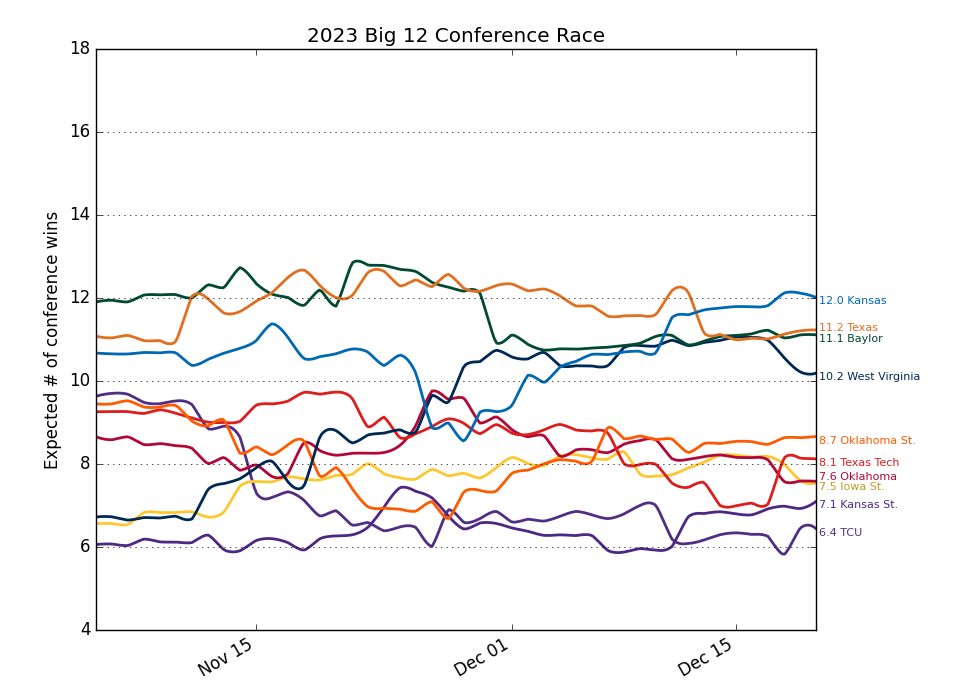 2023 Big 12 Conference Race
Expected # of conference wins
18
16
14
12
10
8
6
4
Nov 15
Dec 01
Dec 15
12.0 Kansas
11.2 Texas
11.1 Baylor
10.2 West Virginia
8.7 Oklahoma St.
8.1 Texas Tech
7.6 Oklahoma
7.5 Iowa St.
7.1 Kansas St.
6.4 TCU